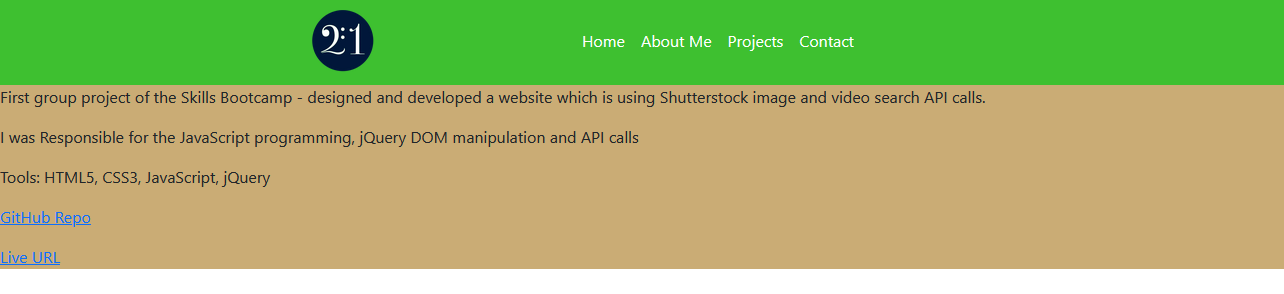 2:1
Home About Me Projects Contact
First group project of the Skills Bootcamp - designed and developed a website which is using Shutterstock image and video search API calls.
I was Responsible for the JavaScript programming, jQuery DOM manipulation and API calls
Tools: HTML5, CSS3, JavaScript, jQuery
GitHub Repo
Live URL